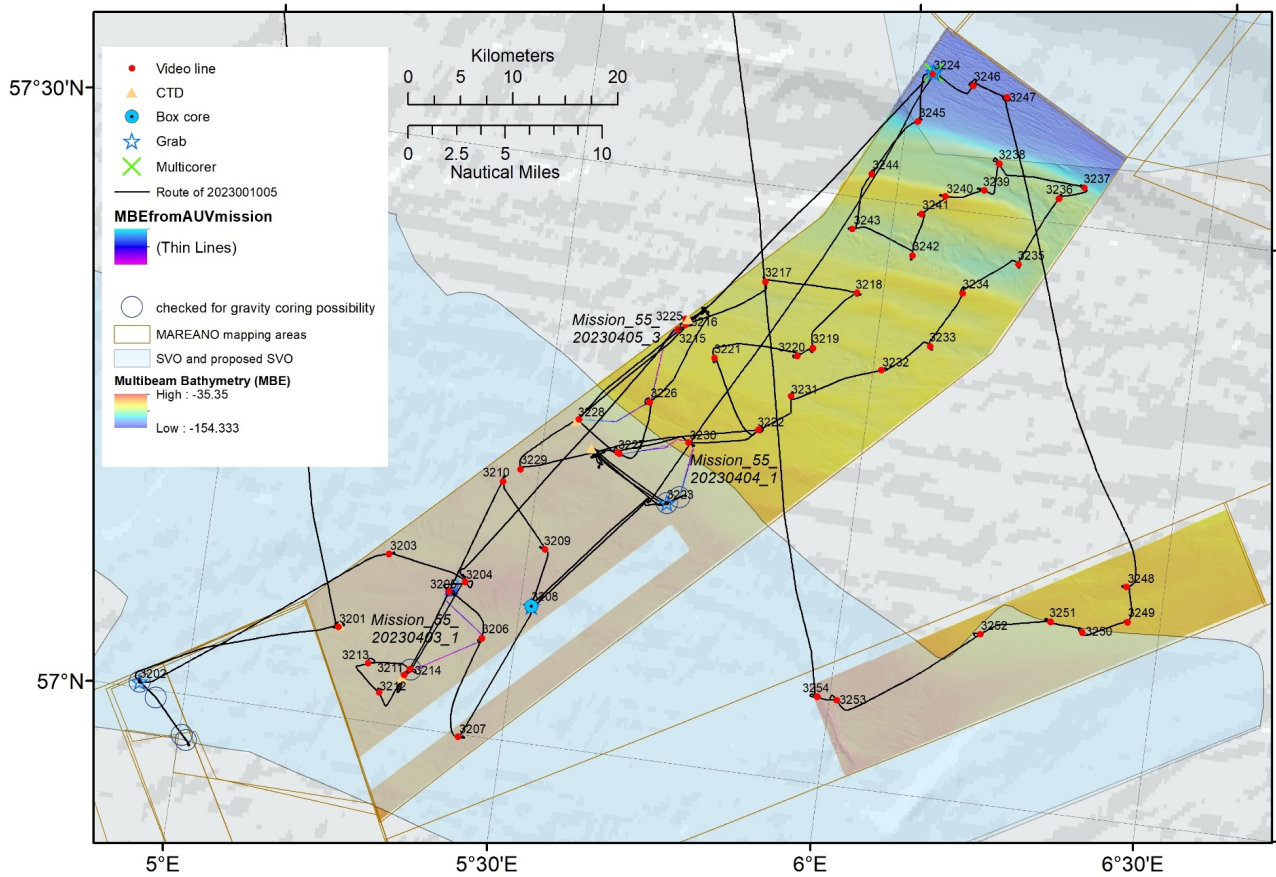 57°30'N
57°N
5°E
5°30'E
6°E
6°30'E
Video line
CTD
Box core
Grab
Multicorer
Route of 2023001005
MBEfromAUVmission
(Thin Lines)
checked for gravity coring possibility
MAREANO mapping areas
SVO and proposed SVO
Multibeam Bathymetry (MBE)
High : -35.35
Low : -154.333
Kilometers
0 5 10 20
0 2.5 5 10
Nautical Miles
3224
3246
3247
3245
3238
3244
3237
3239
3240
3236
3241
3243
3242
3235
3217
3218
3234
Mission_55_
20230405_3
3225
3216
3215
3219
3220
3221
3233
3232
3226
3231
3228
3222
3227
3230
Mission_55_
20230404_1
3229
3210
3223
3209
3203
3204
3205
3208
3248
3201
Mission_55_
20230403_1
3206
3251
3249
3252
3250
3213
3211
3214
3202
3212
3254
3253
3207